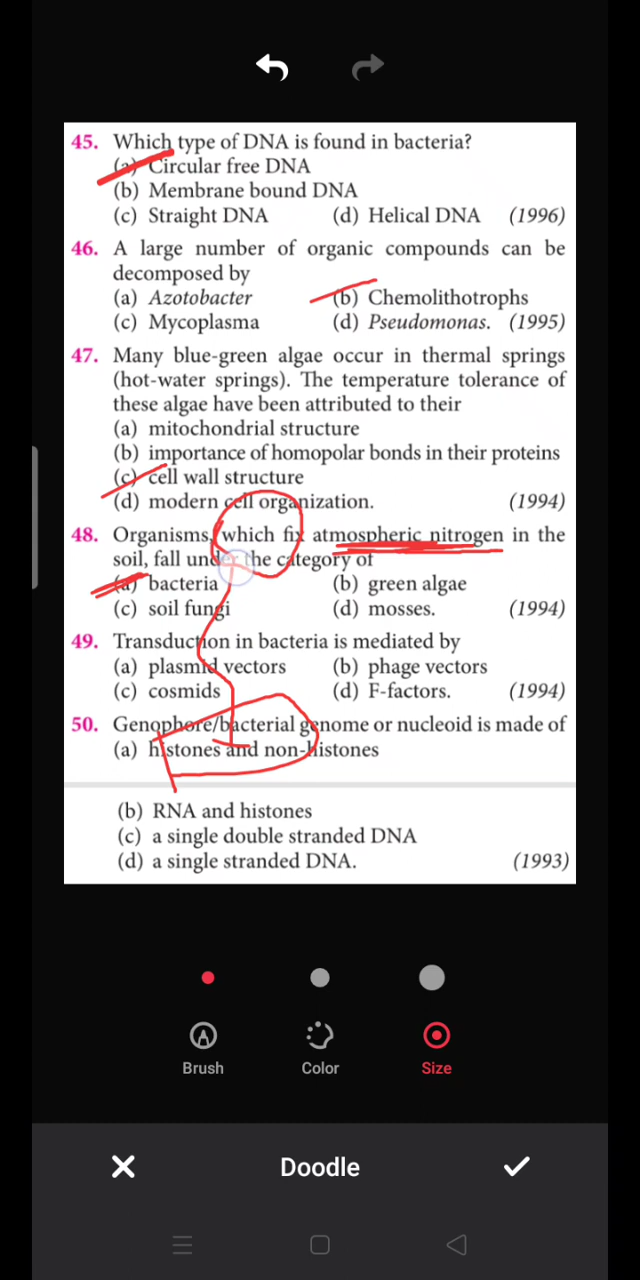 45. Which type of DNA is found in bacteria?
(a) Circular free DNA
(b) Membrane bound DNA
(c) Straight DNA (d) Helical DNA (1996)
46. A large number of organic compounds can be
decomposed by
(a) Azotobacter (b) Chemolithotrophs
(c) Mycoplasma (d) Pseudomonas. (1995)
47. Many blue-green algae occur in thermal springs
(hot-water springs). The temperature tolerance of
these algae have been attributed to their
(a) mitochondrial structure
(b) importance of homopolar bonds in their proteins
(c) cell wall structure
(d) modern cell organization. (1994)
48. Organisms, which fix atmospheric nitrogen in the
soil, fall under the category of
(a) bacteria (b) green algae
(c) soil fungi (d) mosses. (1994)
49. Transduction in bacteria is mediated by
(a) plasmid vectors (b) phage vectors
(c) cosmids (d) F-factors. (1994)
50. Genophore/bacterial genome or nucleoid is made of
(a) histones and non-histones
(b) RNA and histones
(c) a single double stranded DNA
(d) a single stranded DNA. (1993)
Brush Color Size
Doodle